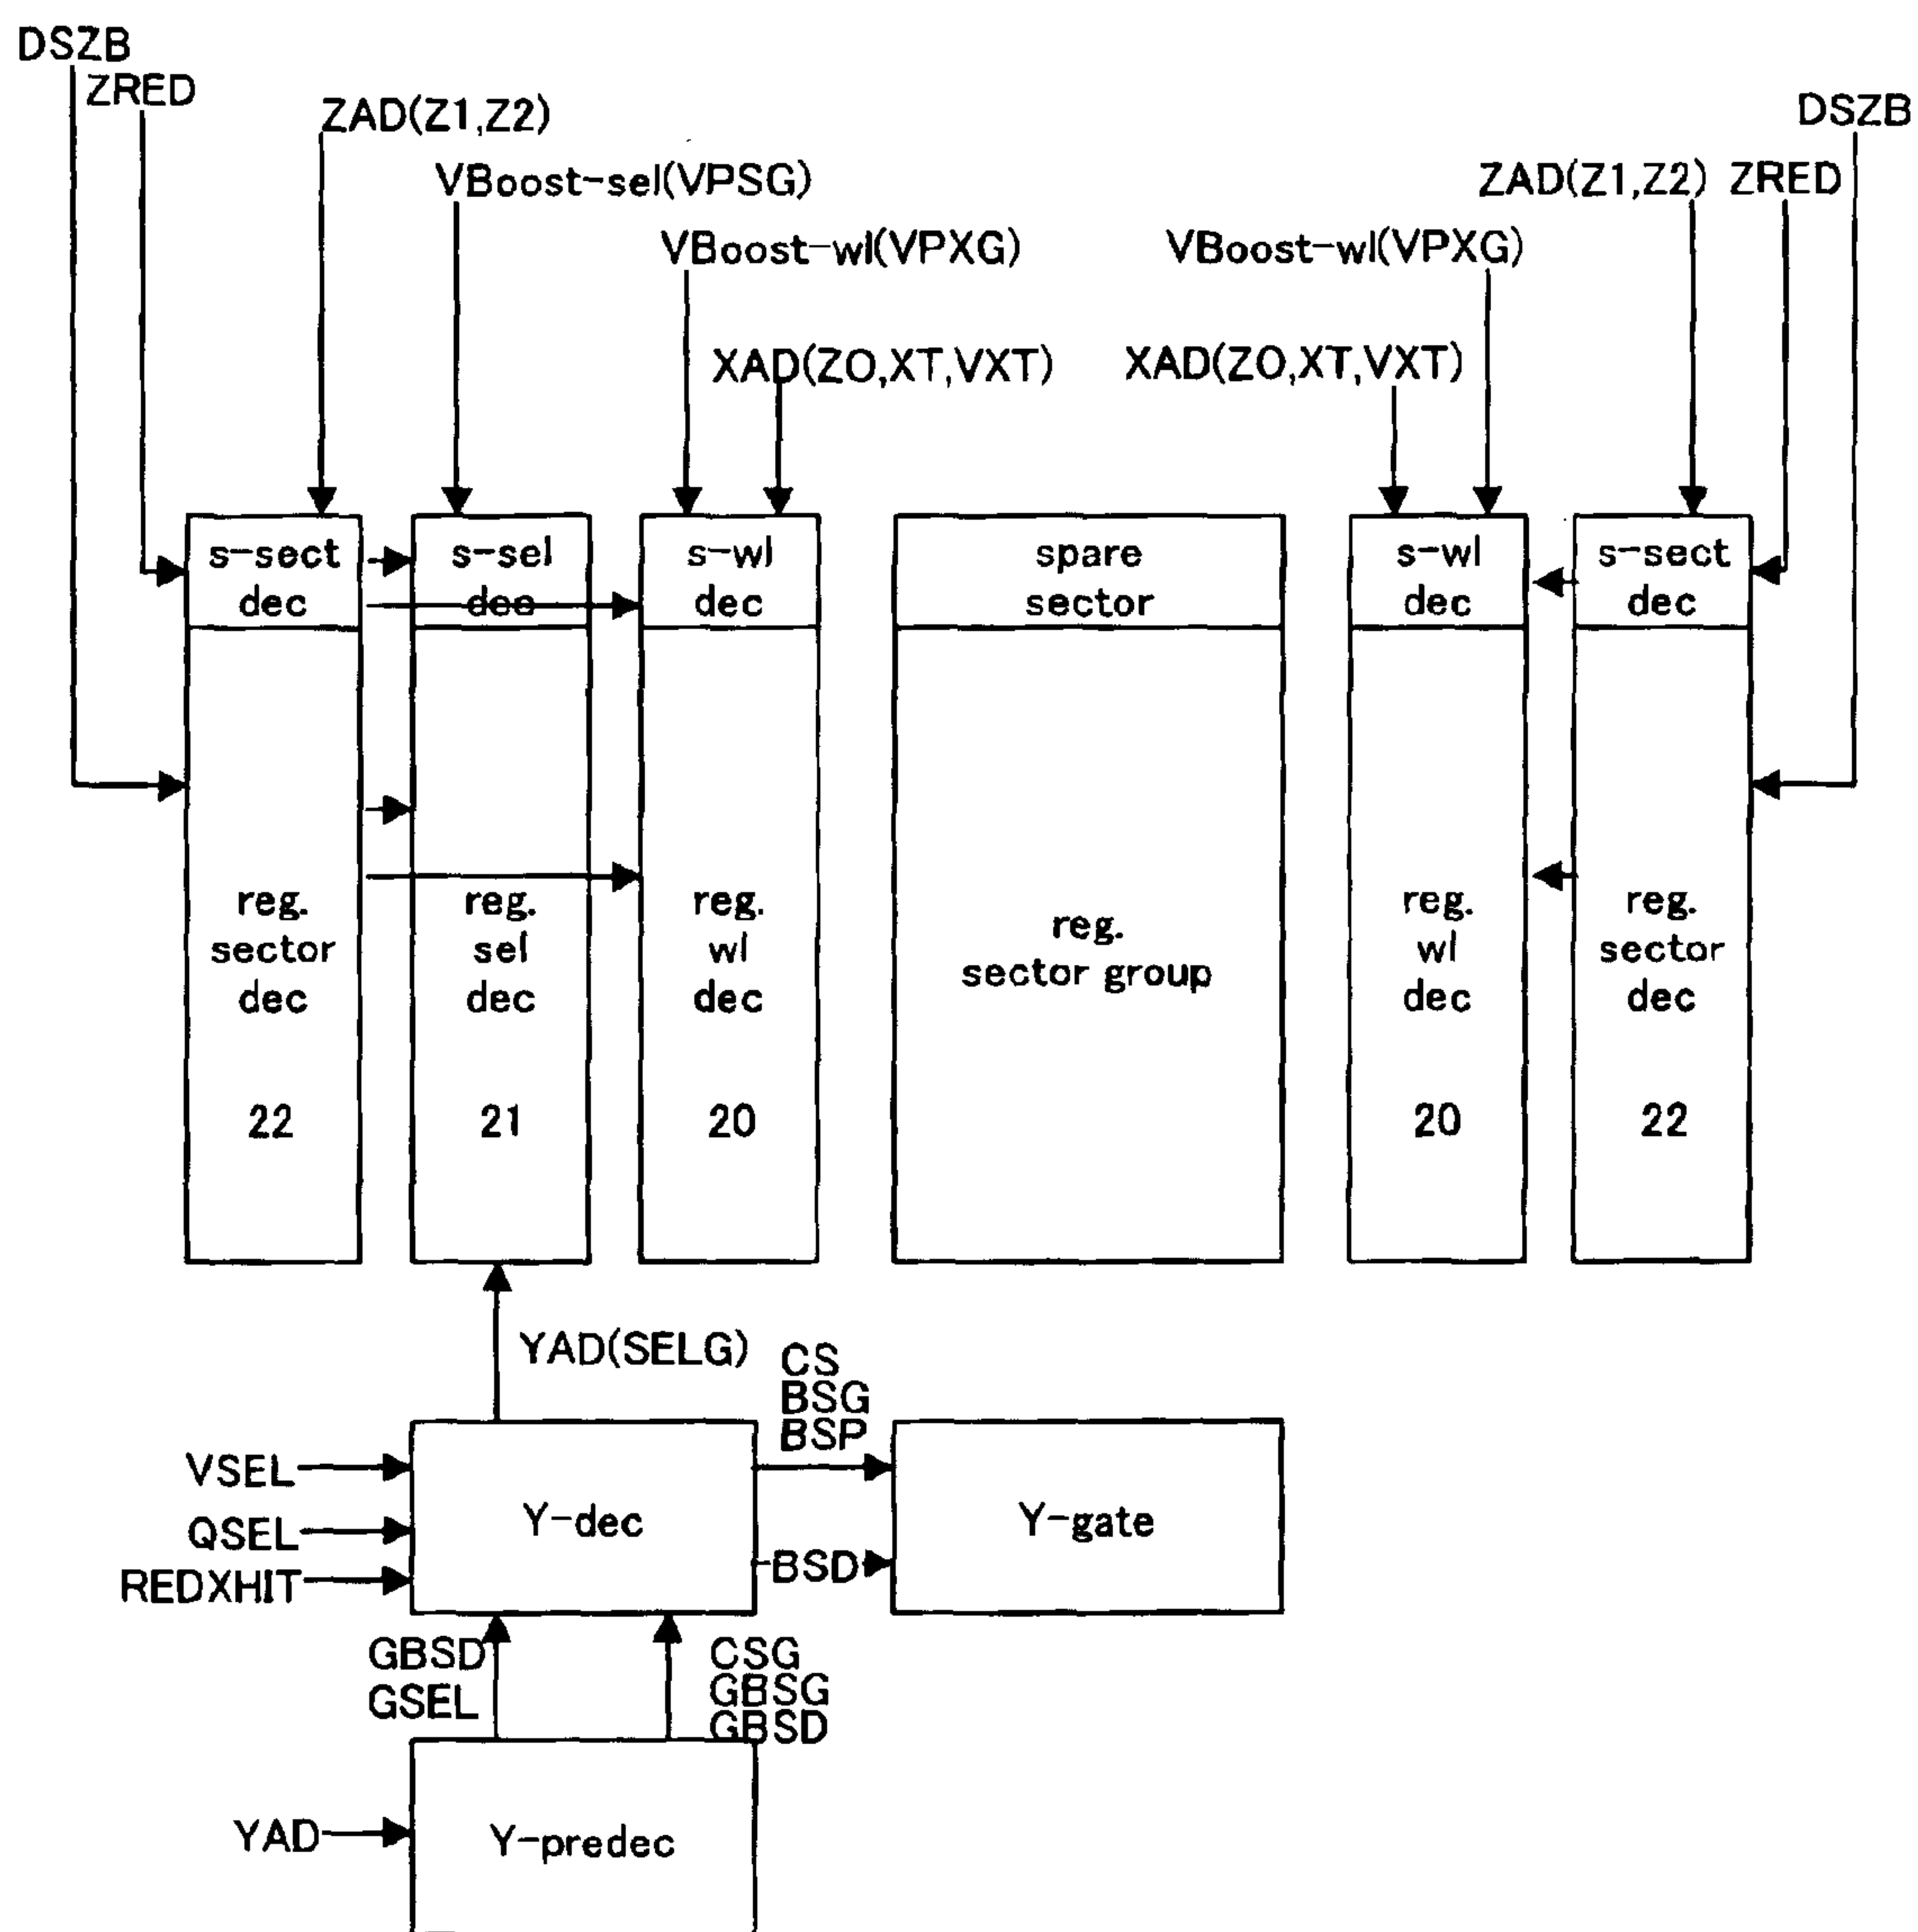 DSZB
ZRED
ZAD(Z1,Z2)
DSZB
VBoost-sel(VPSG)
ZAD(Z1,Z2) ZRED
VBoost-wl(VPXG)
VBoost-wl(VPXG)
XAD(ZO,XT,VXT)
XAD(ZO,XT,VXT)
s-sect
dec
s-sel
dec
s-wl
dec
spare
sector
s-wl
dec
s-sect
dec
reg.
sector
dec
22
reg.
sel
dec
21
reg.
wl
dec
20
reg.
sector group
reg.
wl
dec
20
reg.
sector
dec
22
YAD(SELG)
CS
BSG
BSP
VSEL
QSEL
REDXHIT
Y-dec
BSD
Y-gate
GBSD
GSEL
CSG
GBSG
GBSD
YAD
Y-predec